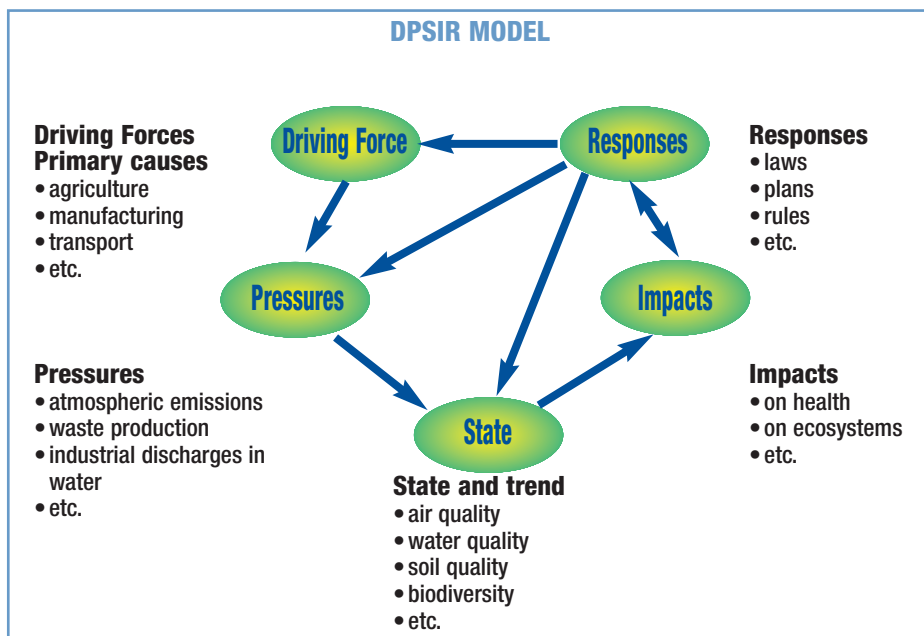 DPSIR MODEL
Driving Force
Responses
Driving Forces
Primary causes
• agriculture
• manufacturing
• transport
• etc.
Responses
• laws
• plans
• rules
• etc.
Pressures
Impacts
Pressures
• atmospheric emissions
• waste production
• industrial discharges in
water
• etc.
State
Impacts
• on health
• on ecosystems
• etc.
State and trend
• air quality
• water quality
• soil quality
• biodiversity
• etc.